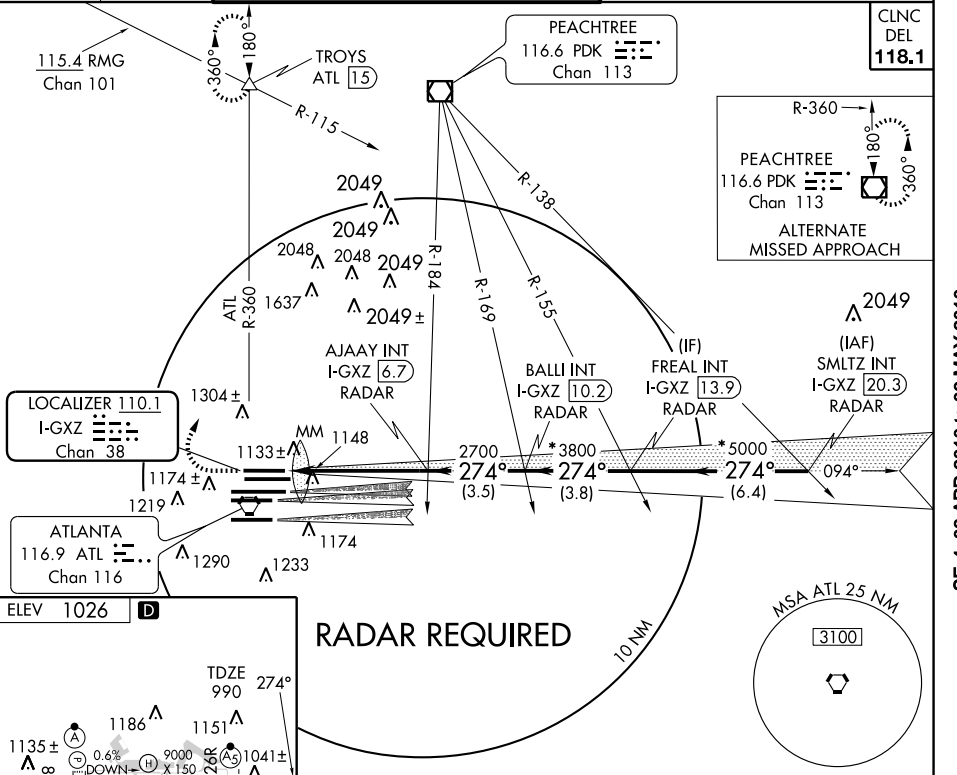 115.4 RMG
Chan 101
360°
180°
TROYS
ATL 15
R-115
PEACHTREE
116.6 PDK
Chan 113
CLNC
DEL
118.1
R-360
180°
360°
PEACHTREE
116.6 PDK
Chan 113
ALTERNATE
MISSED APPROACH
R-138
2049
2049
2048
2048
2049
1637
2049±
ATL
R-360
R-184
R-169
R-155
2049
AJAAY INT
I-GXZ 6.7
RADAR
BALLI INT
I-GXZ 10.2
RADAR
(IF)
FREAL INT
I-GXZ 13.9
RADAR
(IAF)
SMLTZ INT
I-GXZ 20.3
RADAR
LOCALIZER 110.1
I-GXZ
Chan 38
1304±
MM
1133±
1148
1174±
1219
2700
274°
(3.5)
*3800
274°
(3.8)
*5000
274°
(6.4)
094°
ATLANTA
116.9 ATL
Chan 116
1174
1290
1233
ELEV 1026 D
RADAR REQUIRED
10 NM
MSA ATL 25 NM
3100
TDZE
990
274°
1186
1151
1135±
A
P
0.6%
DOWN
H
9000
X 150
26R
A5
1041±
8